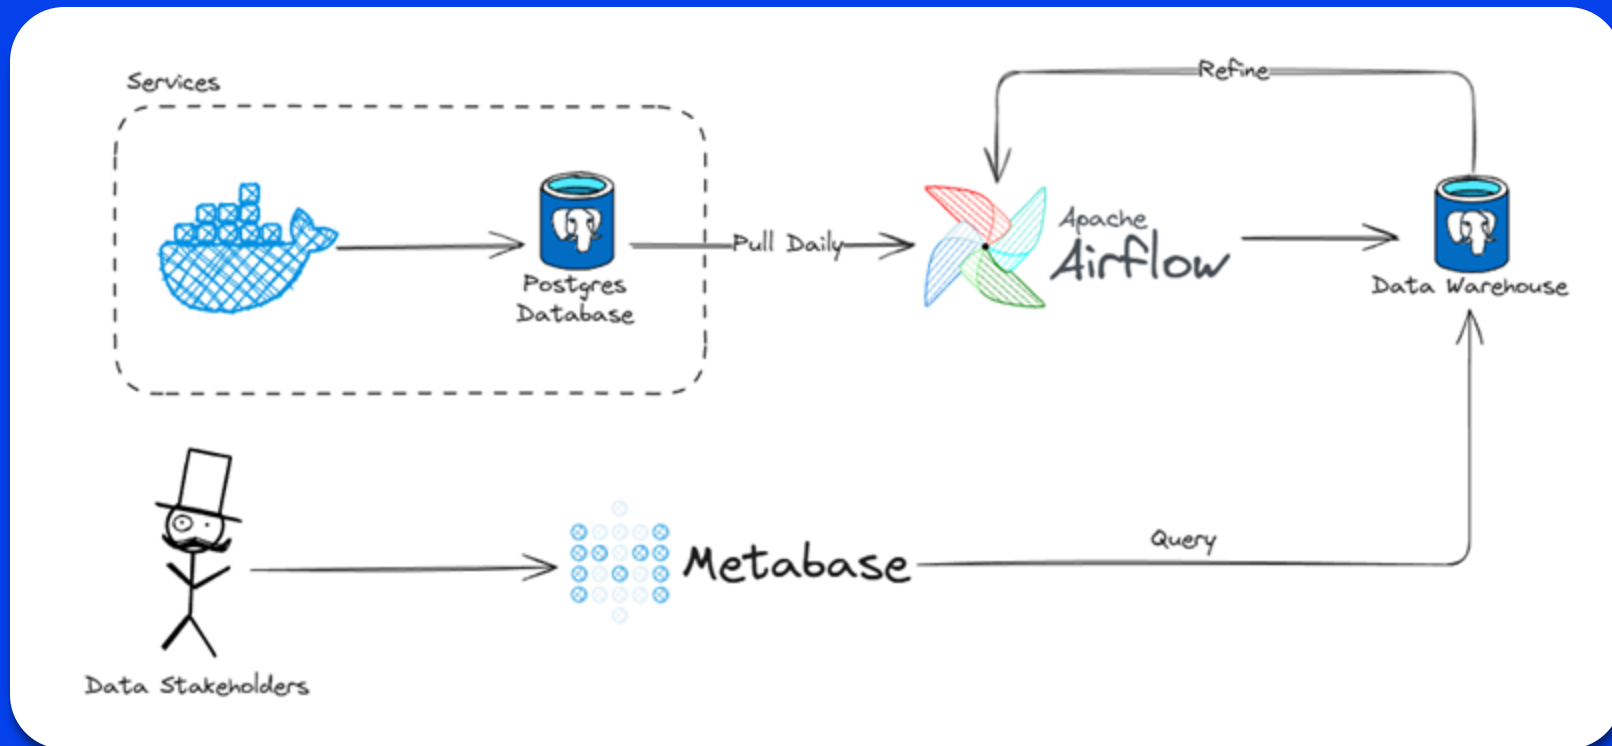 Services
Refine
Pull Daily
Apache
Airflow
Postgres
Database
Data Warehouse
Query
Metabase
Data Stakeholders